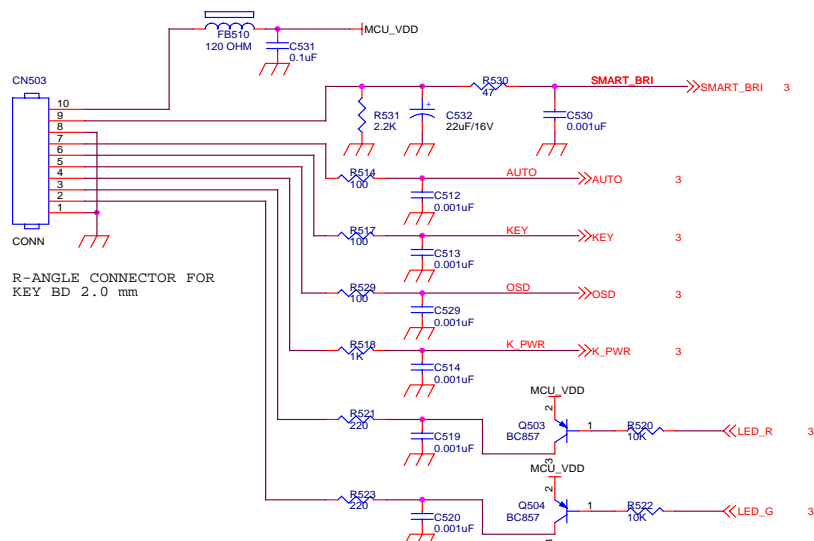 FB510
120 OHM
C531
0.1uF
MCU_VDD
CN503
10
9
8
7
6
5
4
3
2
1
CONN
R-ANGLE CONNECTOR FOR
KEY BD 2.0 mm
R531
2.2K
+
C532
22uF/16V
R530
47
SMART_BRI
C530
0.001uF
SMART_BRI 3
R514
100
AUTO
C512
0.001uF
AUTO 3
R517
100
KEY
C513
0.001uF
KEY 3
R529
100
OSD
C529
0.001uF
OSD 3
R518
1K
K_PWR
C514
0.001uF
K_PWR 3
R521
220
C519
0.001uF
MCU_VDD
2
Q503
BC857
1
3
R520
10K
LED_R 3
R523
220
C520
0.001uF
MCU_VDD
2
Q504
BC857
1
3
R522
10K
LED_G 3